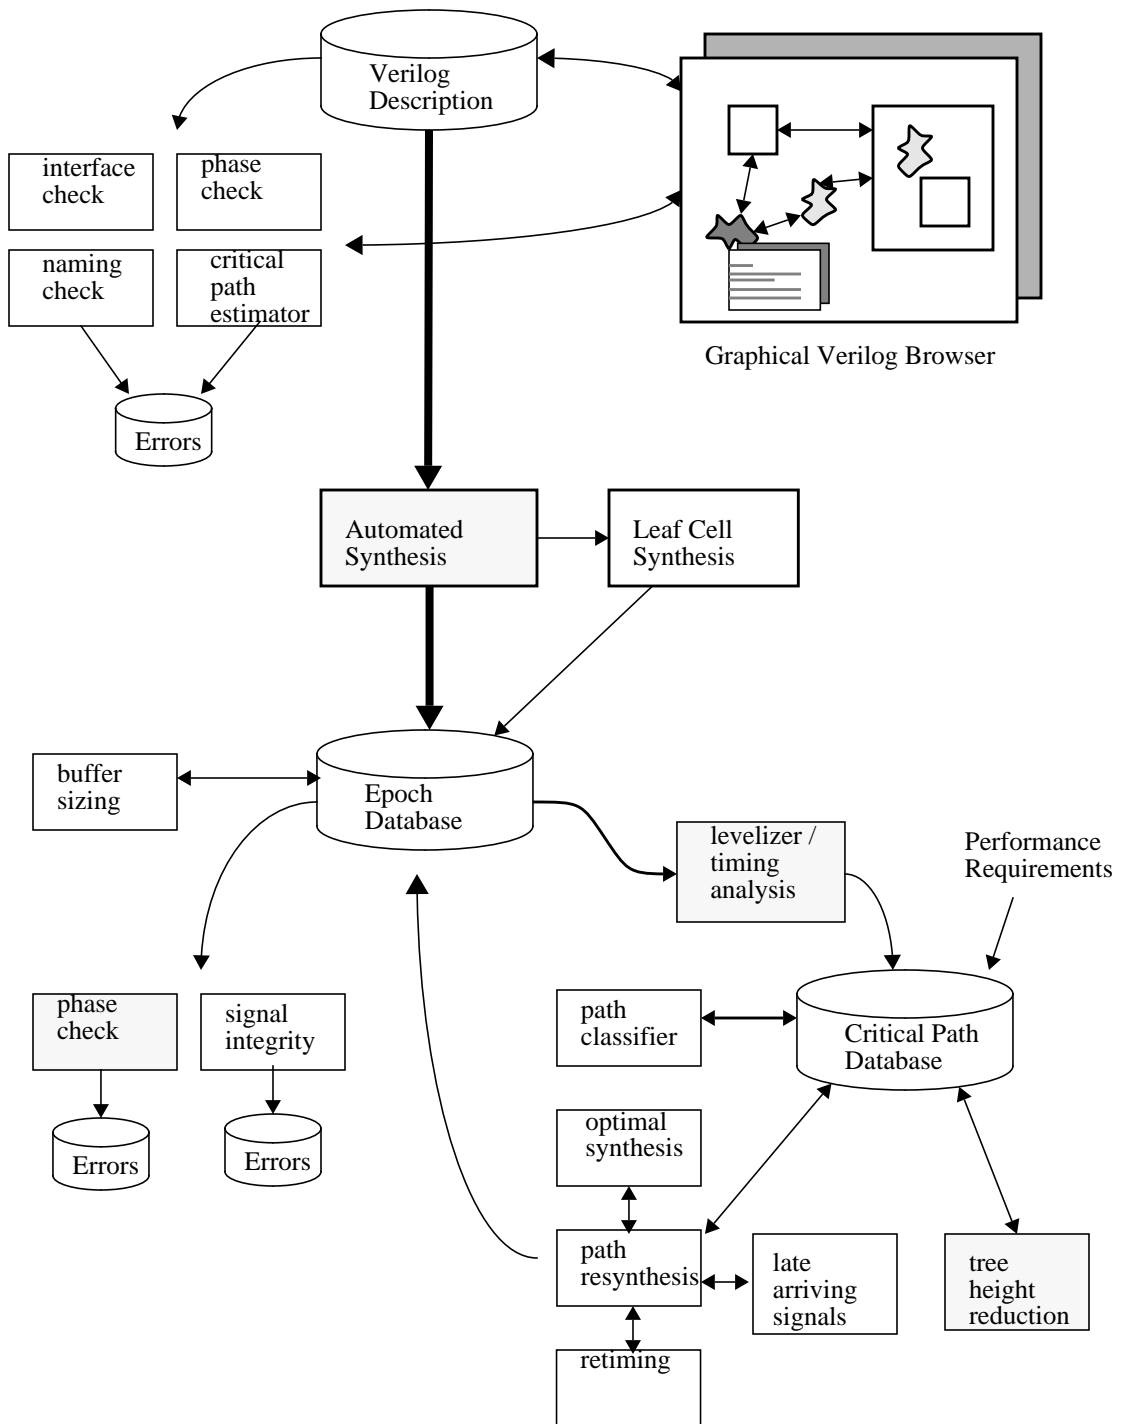 Verilog
Description
interface
check
phase
check
naming
check
critical
path
estimator
Graphical Verilog Browser
Errors
Automated
Synthesis
Leaf Cell
Synthesis
buffer
sizing
Epoch
Database
levelizer /
timing
analysis
Performance
Requirements
phase
check
signal
integrity
path
classifier
Critical Path
Database
optimal
synthesis
Errors
Errors
path
resynthesis
late
arriving
signals
tree
height
reduction
retiming